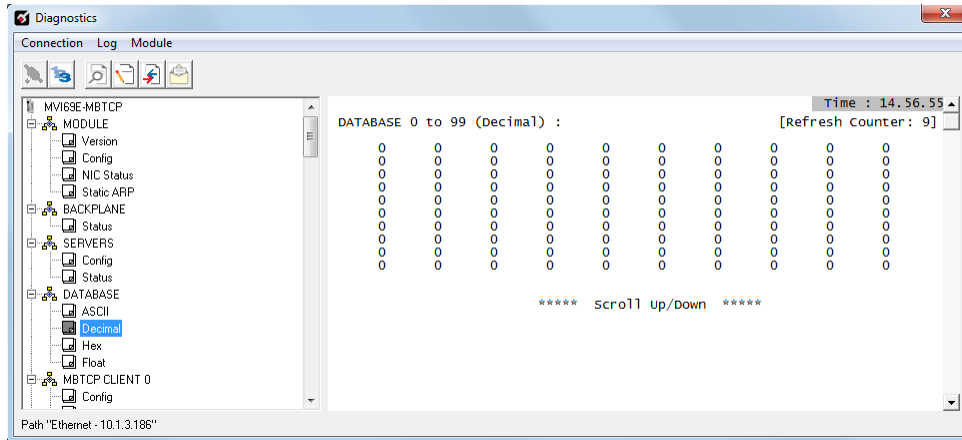 Diagnostics
Connection Log Module
MVI69E-MBTCP
MODULE
Version
Config
NIC Status
Static ARP
BACKPLANE
Status
SERVERS
Config
Status
DATABASE
ASCII
Decimal
Hex
Float
MBTCP CLIENT 0
Config
Time : 14.56.55
DATABASE 0 to 99 (Decimal) : [Refresh Counter: 9]
0 0 0 0 0 0 0 0 0 0
0 0 0 0 0 0 0 0 0 0
0 0 0 0 0 0 0 0 0 0
0 0 0 0 0 0 0 0 0 0
0 0 0 0 0 0 0 0 0 0
0 0 0 0 0 0 0 0 0 0
0 0 0 0 0 0 0 0 0 0
0 0 0 0 0 0 0 0 0 0
0 0 0 0 0 0 0 0 0 0
0 0 0 0 0 0 0 0 0 0
***** Scroll Up/Down *****
Path "Ethernet - 10.1.3.186"